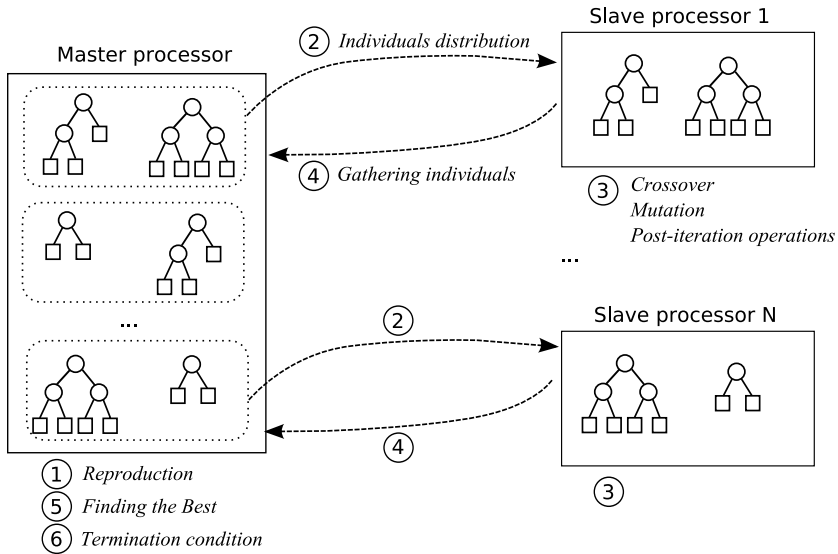 Master processor
② Individuals distribution
Slave processor 1
④ Gathering individuals
③ Crossover
Mutation
Post-iteration operations
...
...
②
Slave processor N
④
① Reproduction
⑤ Finding the Best
⑥ Termination condition
③